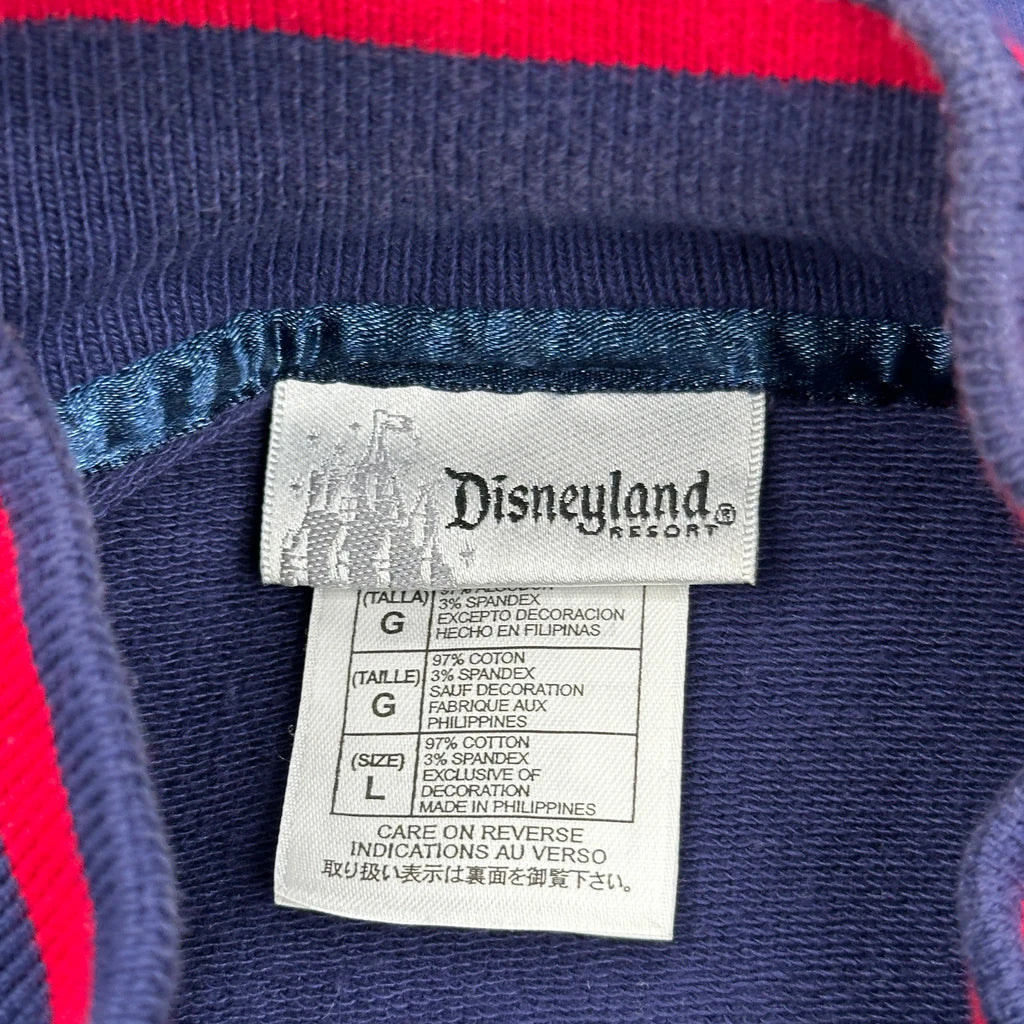 Disneyland®
RESORT
(TALLA)
G
3% SPANDEX
EXCEPTO DECORACION
HECHO EN FILIPINAS
(TAILLE)
G
97% COTON
3% SPANDEX
SAUF DECORATION
FABRIQUE AUX
PHILIPPINES
(SIZE)
L
97% COTTON
3% SPANDEX
EXCLUSIVE OF
DECORATION
MADE IN PHILIPPINES
CARE ON REVERSE
INDICATIONS AU VERSO
取り扱い表示は裏面を御覧下さい。